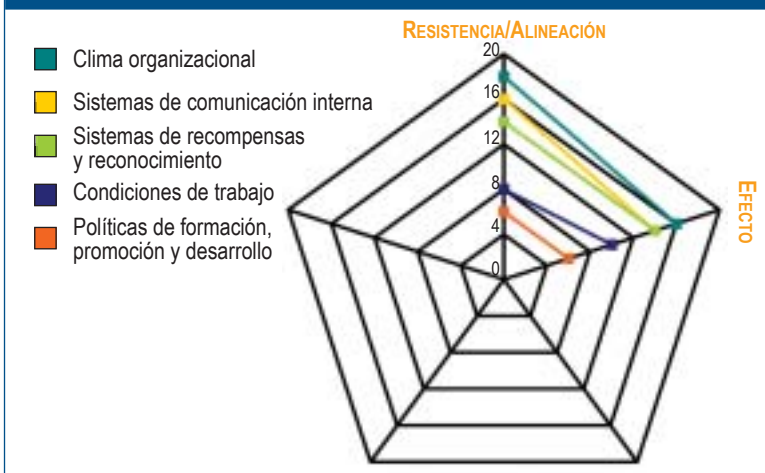 RESISTENCIA/ALINEACIÓN
Clima organizacional
Sistemas de comunicación interna
Sistemas de recompensas
y reconocimiento
Condiciones de trabajo
Políticas de formación,
promoción y desarrollo
20
16
12
8
4
0
EFECTO